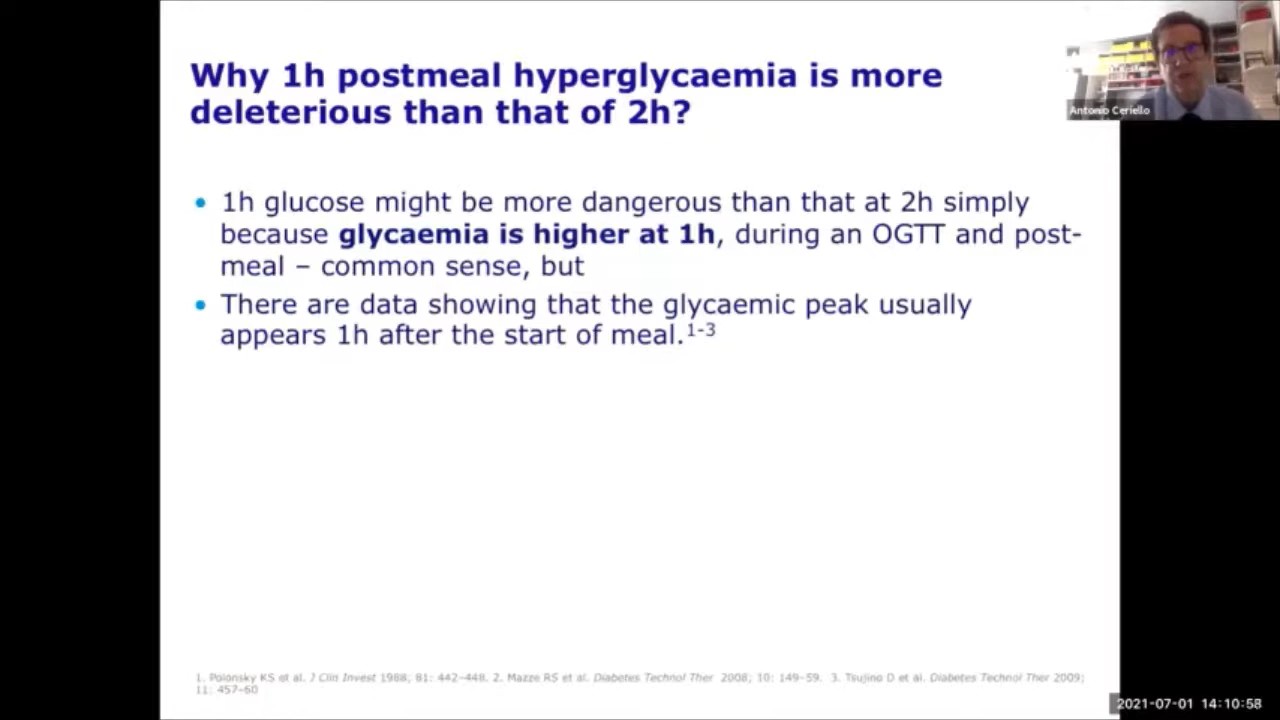 Why 1h postmeal hyperglycaemia is more
deleterious than that of 2h?
Antonio Ceriello
• 1h glucose might be more dangerous than that at 2h simply
because glycaemia is higher at 1h, during an OGTT and post-
meal – common sense, but
• There are data showing that the glycaemic peak usually
appears 1h after the start of meal.1-3
1. Polonsky KS et al. J Clin Invest 1988; 81: 442–448. 2. Mazze RS et al. Diabetes Technol Ther 2008; 10: 149–59. 3. Tsujino D et al. Diabetes Technol Ther 2009;
11: 457–60
2021-07-01 14:10:58